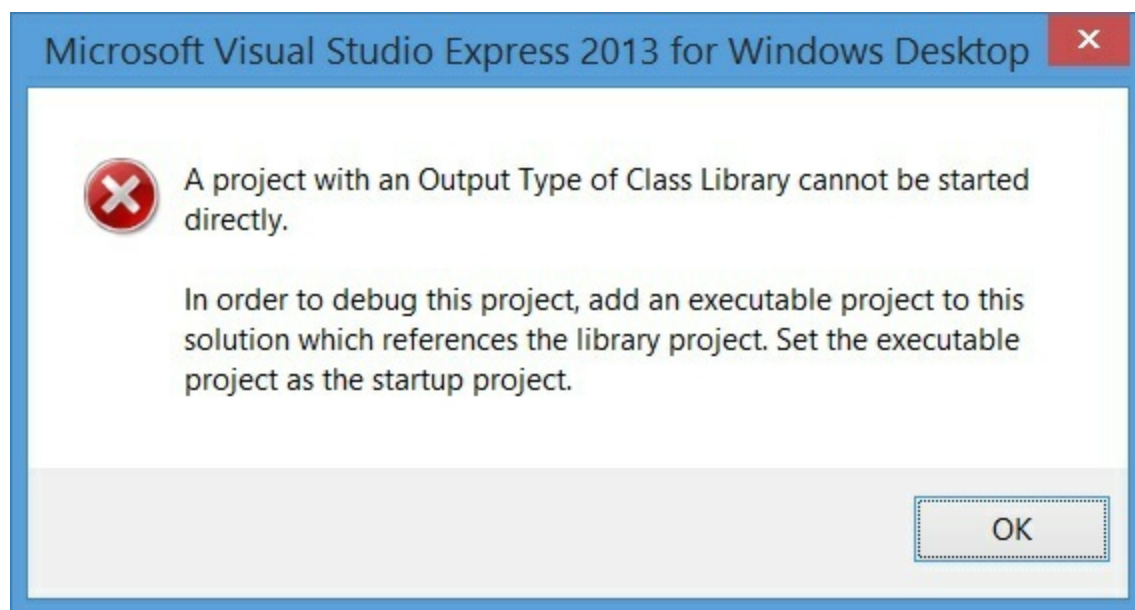 Microsoft Visual Studio Express 2013 for Windows Desktop
A project with an Output Type of Class Library cannot be started
directly.
In order to debug this project, add an executable project to this
solution which references the library project. Set the executable
project as the startup project.
OK